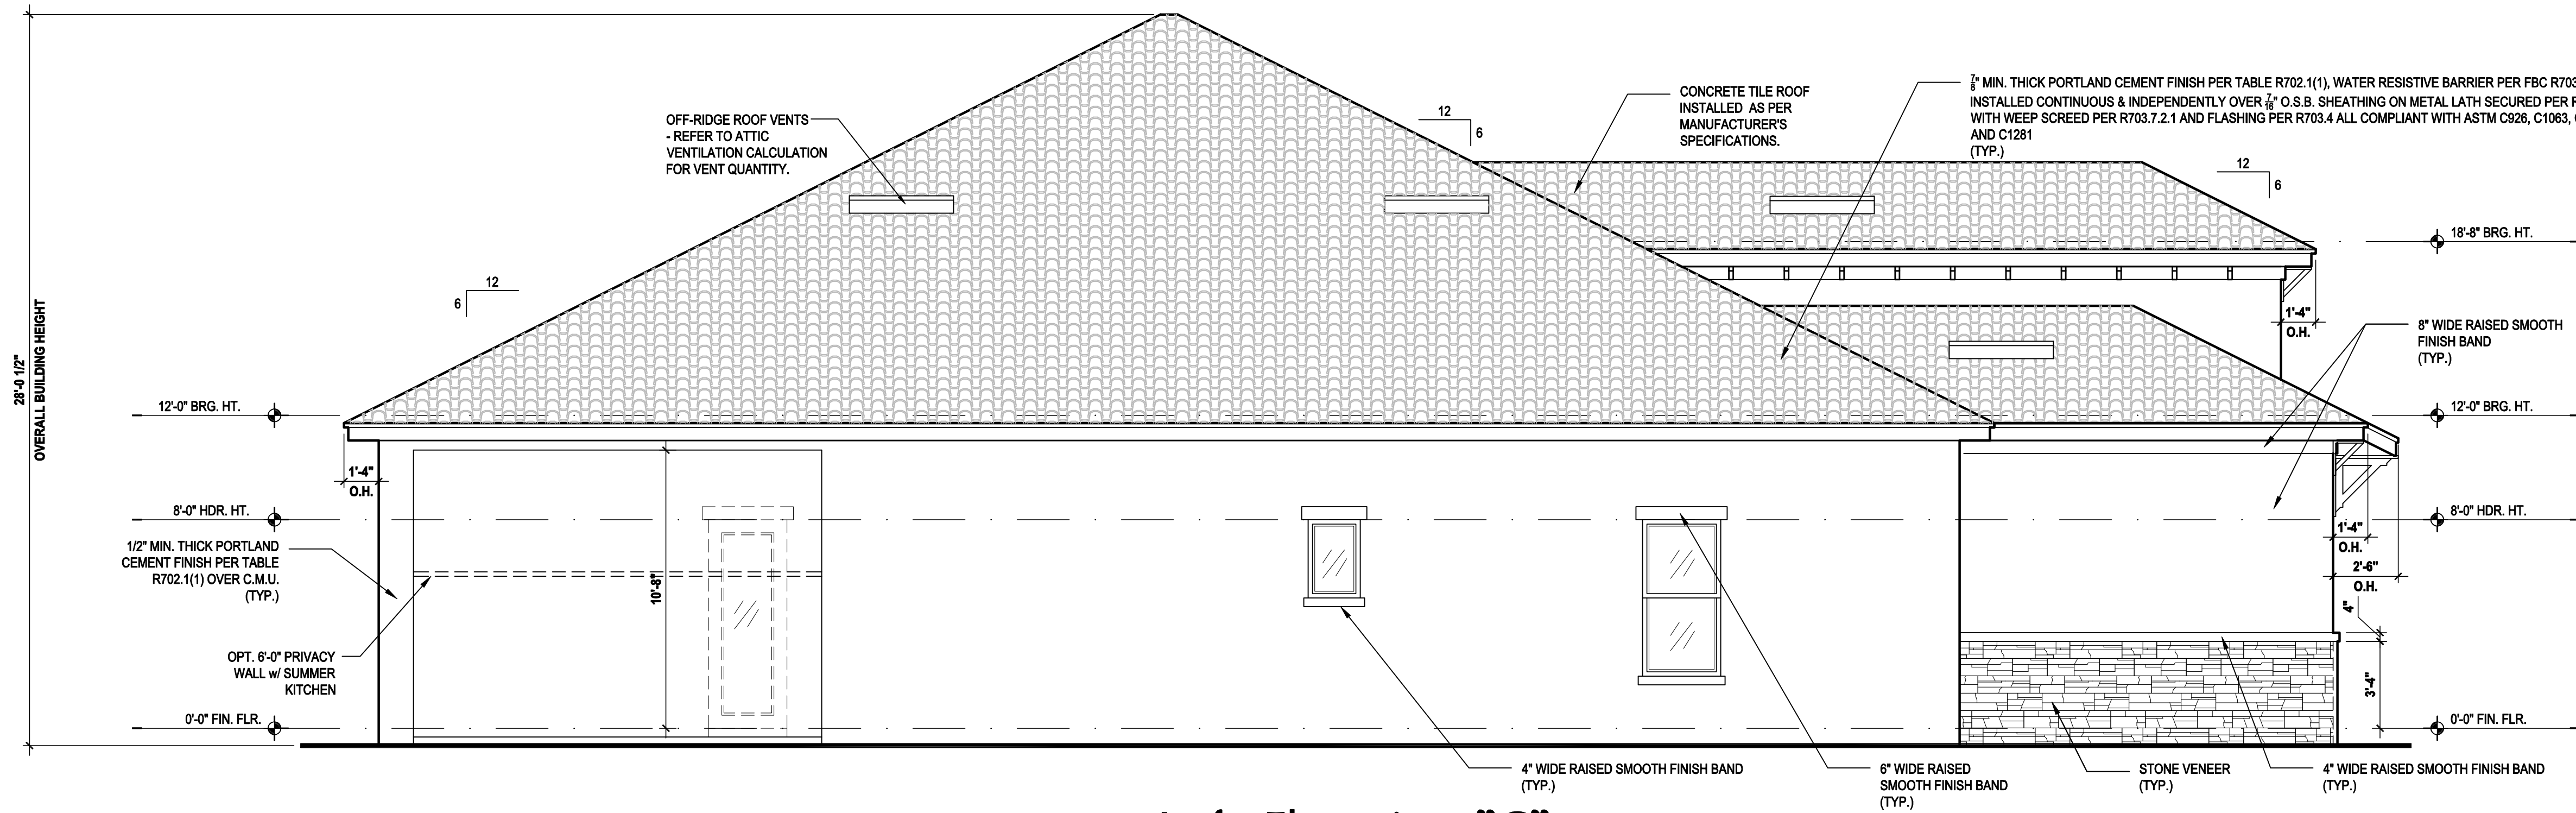 28'-0 1/2"
OVERALL BUILDING HEIGHT
OFF-RIDGE ROOF VENTS
- REFER TO ATTIC
VENTILATION CALCULATION
FOR VENT QUANTITY.
12
6
CONCRETE TILE ROOF
INSTALLED AS PER
MANUFACTURER'S
SPECIFICATIONS.
7/8" MIN. THICK PORTLAND CEMENT FINISH PER TABLE R702.1(1), WATER RESISTIVE BARRIER PER FBC R703
INSTALLED CONTINUOUS & INDEPENDENTLY OVER 7/16" O.S.B. SHEATHING ON METAL LATH SECURED PER
WITH WEEP SCREED PER R703.7.2.1 AND FLASHING PER R703.4 ALL COMPLIANT WITH ASTM C926, C1063,
AND C1281
(TYP.)
12
6
18'-8" BRG. HT.
12
6
1'-4"
O.H.
8" WIDE RAISED SMOOTH
FINISH BAND
(TYP.)
12'-0" BRG. HT.
12'-0" BRG. HT.
1'-4"
O.H.
8'-0" HDR. HT.
8'-0" HDR. HT.
1'-4"
O.H.
2'-6"
O.H.
1/2" MIN. THICK PORTLAND
CEMENT FINISH PER TABLE
R702.1(1) OVER C.M.U.
(TYP.)
10'-8"
4"
3'-4"
OPT. 6'-0" PRIVACY
WALL w/ SUMMER
KITCHEN
0'-0" FIN. FLR.
0'-0" FIN. FLR.
4" WIDE RAISED SMOOTH FINISH BAND
(TYP.)
6" WIDE RAISED
SMOOTH FINISH BAND
(TYP.)
STONE VENEER
(TYP.)
4" WIDE RAISED SMOOTH FINISH BAND
(TYP.)